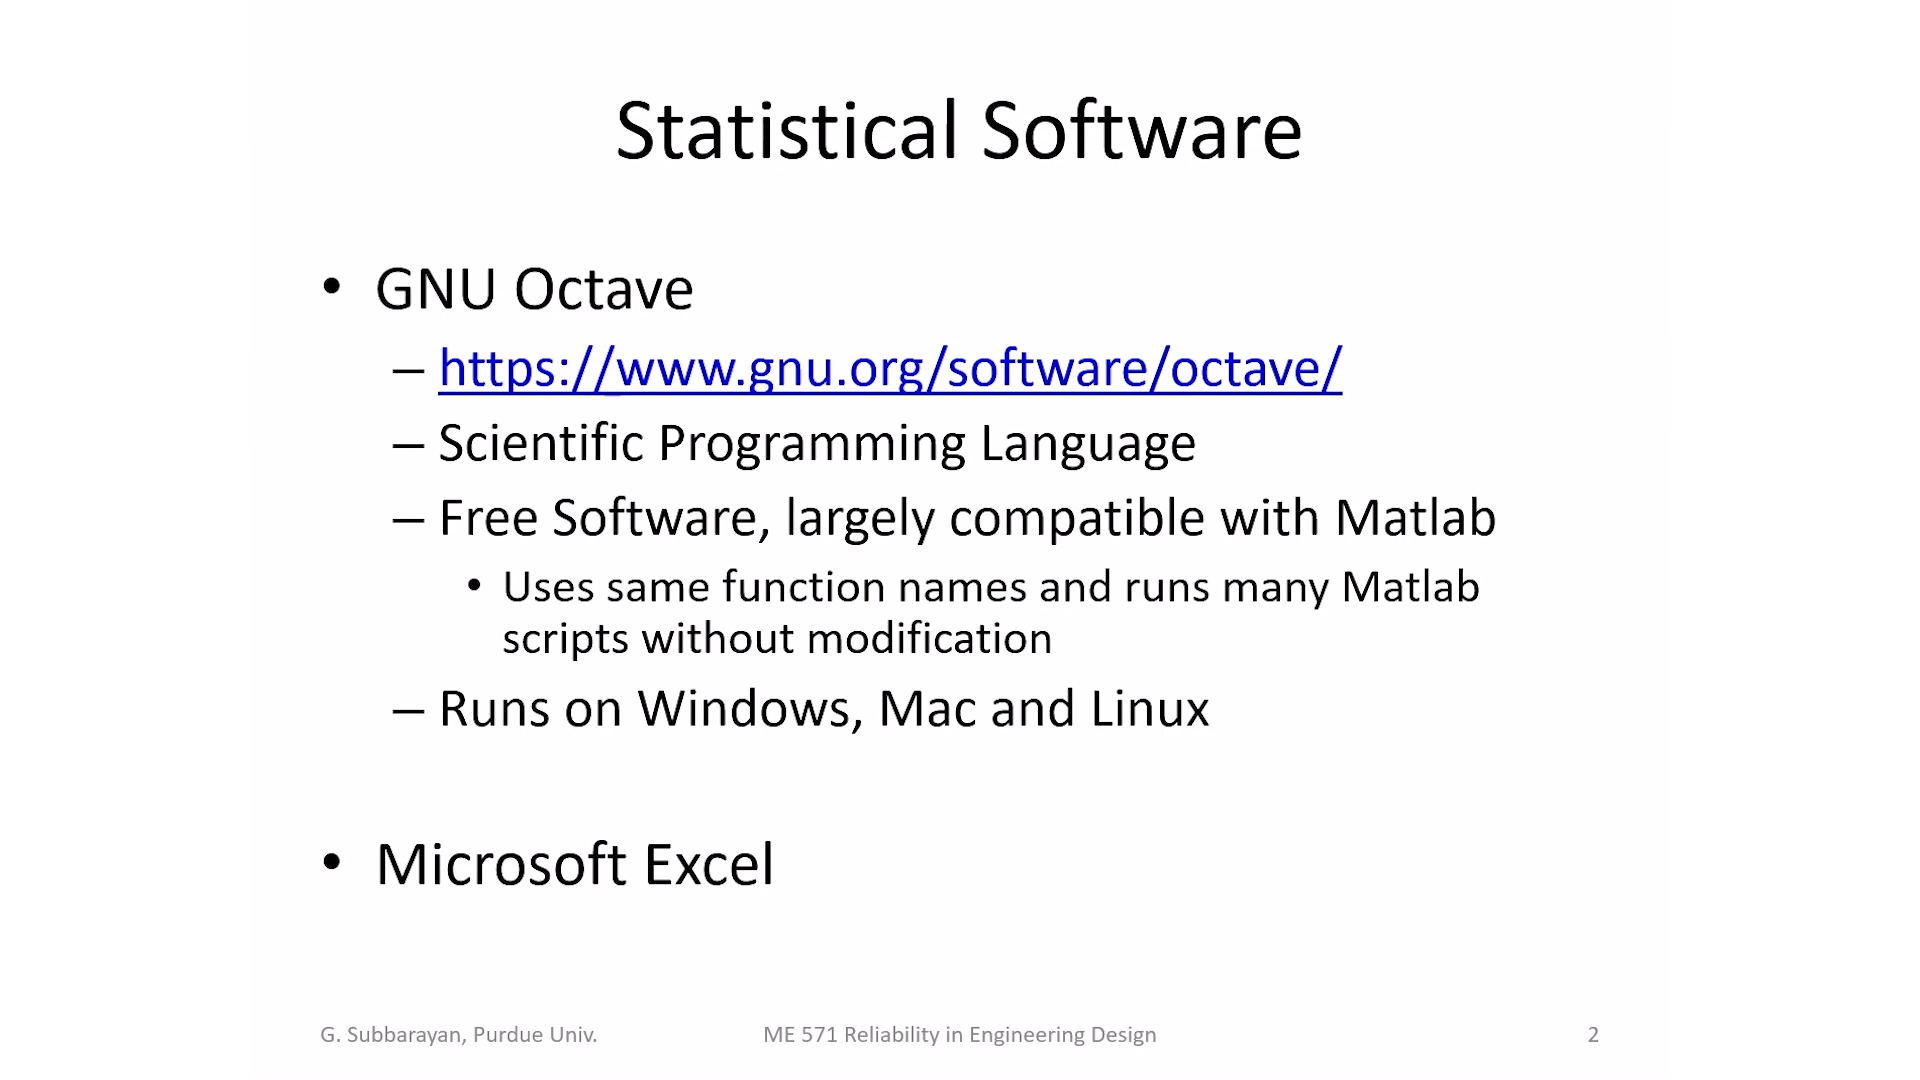 Statistical Software
• GNU Octave
– https://www.gnu.org/software/octave/
– Scientific Programming Language
– Free Software, largely compatible with Matlab
• Uses same function names and runs many Matlab
scripts without modification
– Runs on Windows, Mac and Linux
• Microsoft Excel
G. Subbarayan, Purdue Univ.
ME 571 Reliability in Engineering Design
2